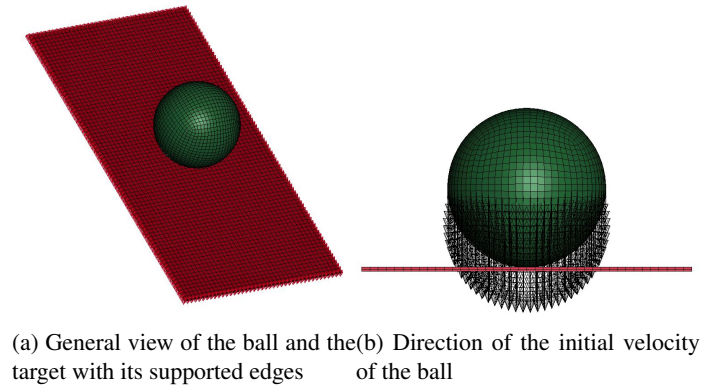 (a) General view of the ball and the
target with its supported edges
(b) Direction of the initial velocity
of the ball